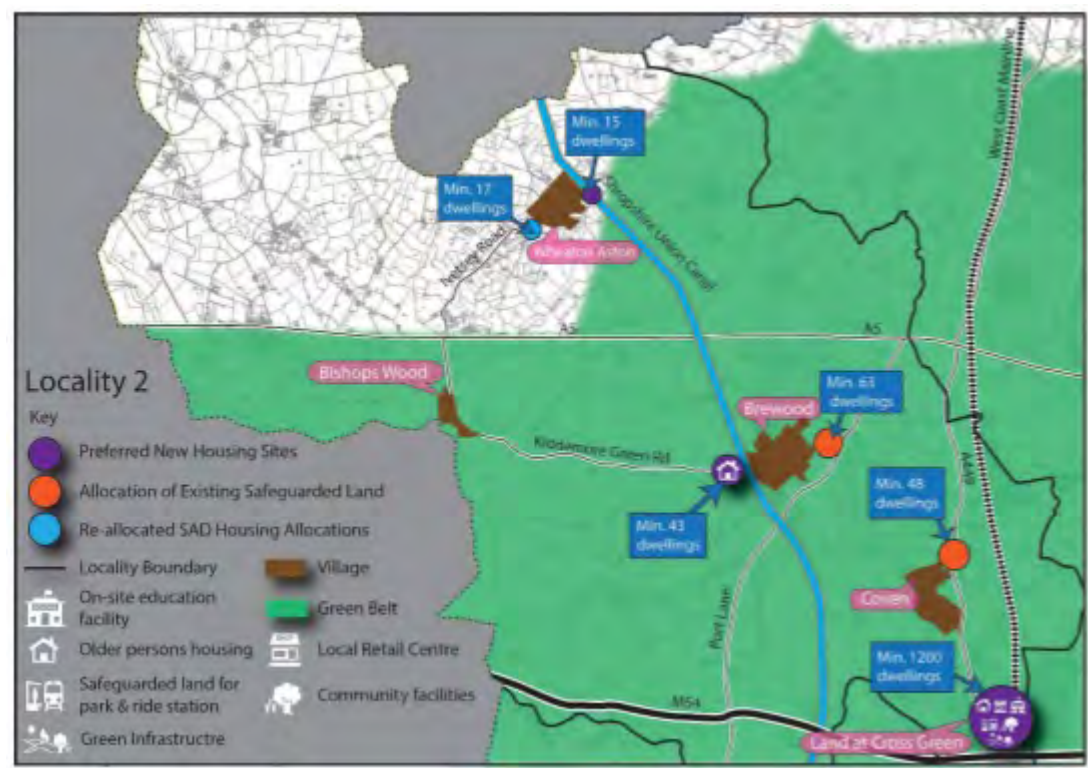 West Coast Mainline
Min. 15
dwellings
Min. 17
dwellings
Shropshire Union Canal
Wheaton Aston
Ivetsey Road
A5
A5
Bishops Wood
Locality 2
Key
Preferred New Housing Sites
Allocation of Existing Safeguarded Land
Re-allocated SAD Housing Allocations
Locality Boundary
Village
On-site education
facility
Green Belt
Older persons housing
Local Retail Centre
Safeguarded land for
park & ride station
Community facilities
Green Infrastructre
Min. 63
dwellings
Brewood
Kiddemore Green Rd
A449
Min. 48
dwellings
Min. 43
dwellings
Coven
Port Lane
Min. 1200
dwellings
M54
Land at Cross Green